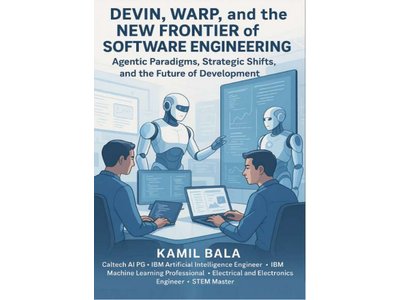 DEVIN, WARP, and the
NEW FRONTIER of
SOFTWARE ENGINEERING
Agentic Paradigms, Strategic Shifts,
and the Future of Development
KAMIL BALA
Caltech AI PG • IBM Artificial Intelligence Engineer • IBM
Machine Learning Professional • Electrical and Electronics
Engineer • STEM Master